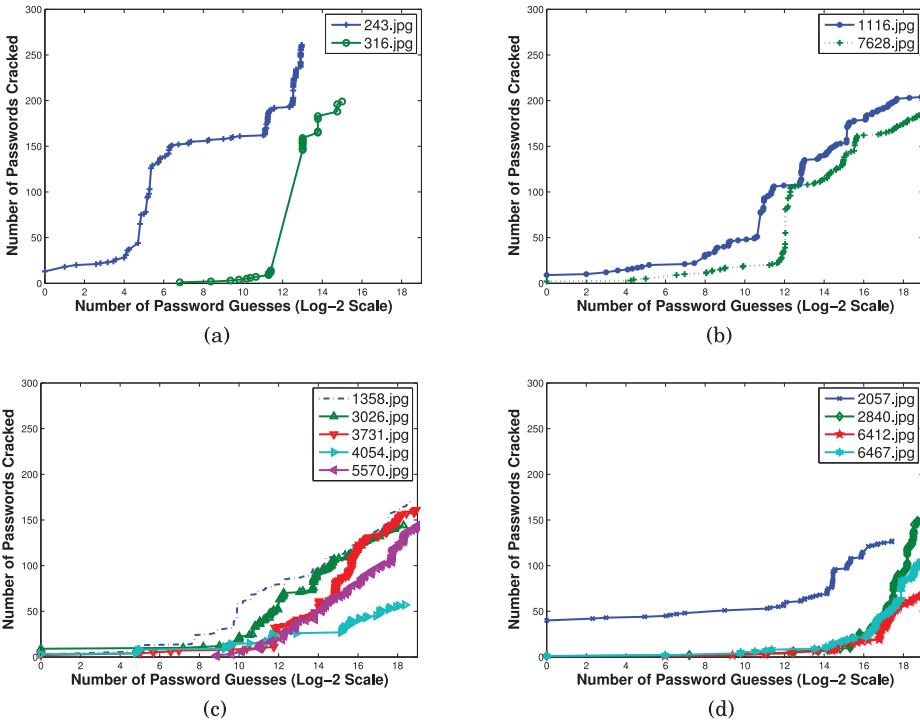 300
250
200
150
100
50
0
Number of Passwords Cracked
243.jpg
316.jpg
0 2 4 6 8 10 12 14 16 18
Number of Password Guesses (Log−2 Scale)
(a)
300
250
200
150
100
50
0
Number of Passwords Cracked
1116.jpg
7628.jpg
0 2 4 6 8 10 12 14 16 18
Number of Password Guesses (Log−2 Scale)
(b)
300
250
200
150
100
50
0
Number of Passwords Cracked
1358.jpg
3026.jpg
3731.jpg
4054.jpg
5570.jpg
0 2 4 6 8 10 12 14 16 18
Number of Password Guesses (Log−2 Scale)
(c)
300
250
200
150
100
50
0
Number of Passwords Cracked
2057.jpg
2840.jpg
6412.jpg
6467.jpg
0 2 4 6 8 10 12 14 16 18
Number of Password Guesses (Log−2 Scale)
(d)